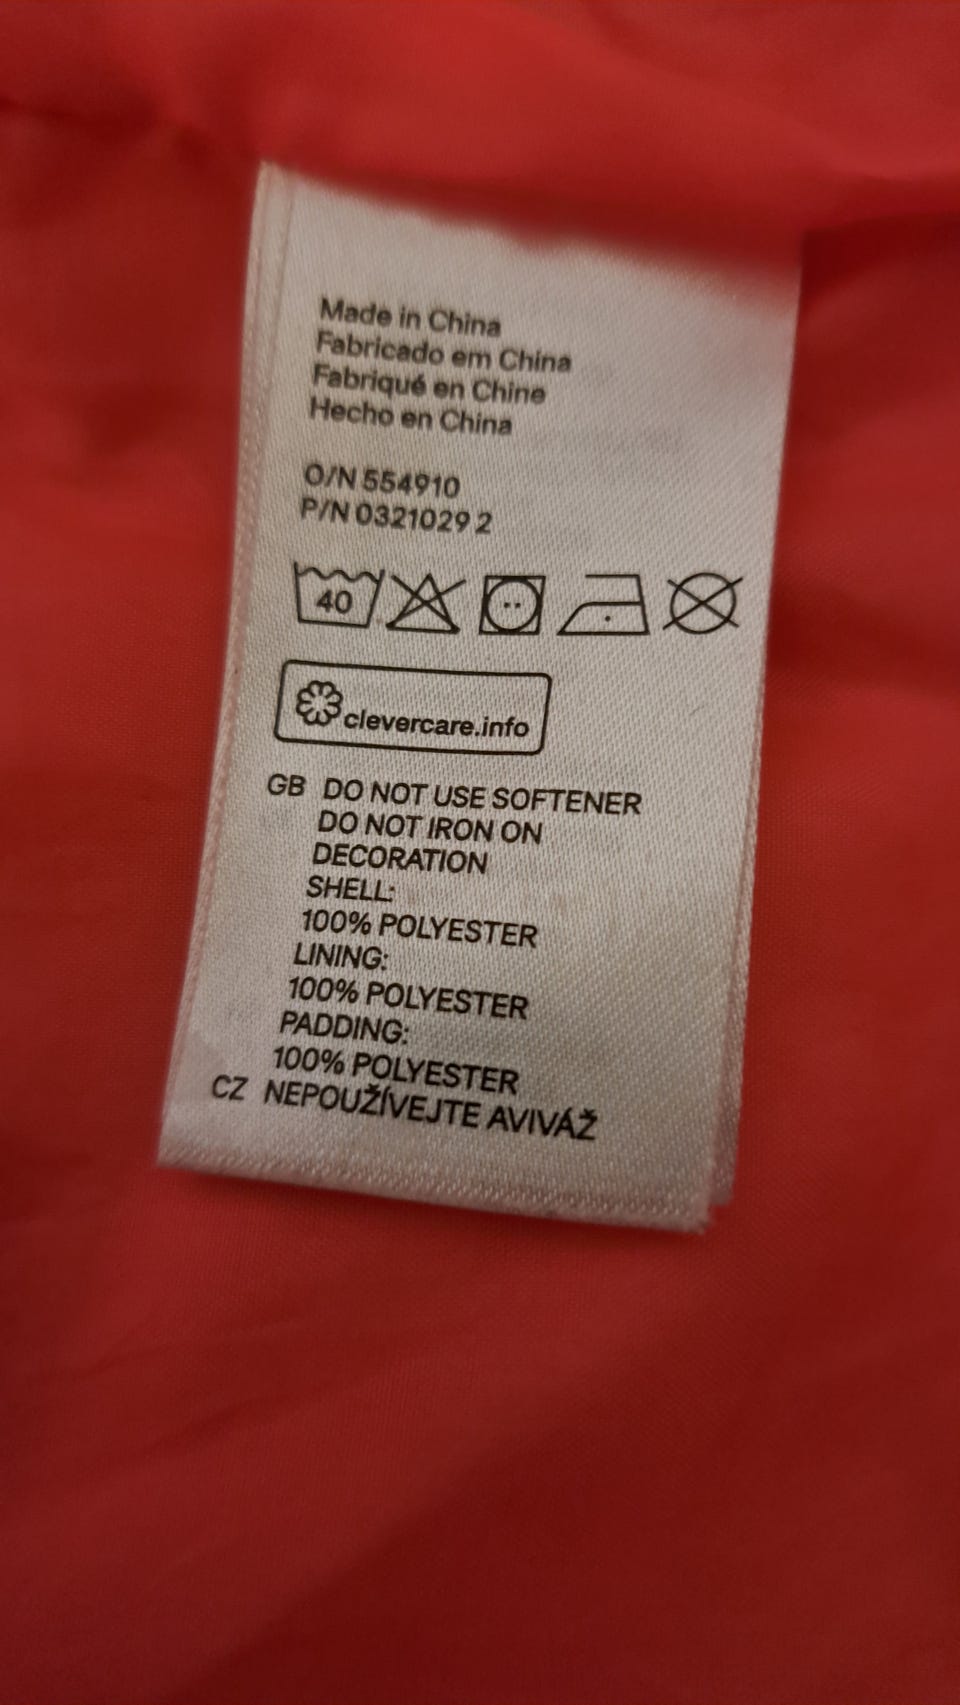 Made in China
Fabricado em China
Fabriqué en Chine
Hecho en China
O/N 554910
P/N 0321029 2
40
clevercare.info
GB DO NOT USE SOFTENER
DO NOT IRON ON
DECORATION
SHELL:
100% POLYESTER
LINING:
100% POLYESTER
PADDING:
100% POLYESTER
CZ NEPOUŽÍVEJTE AVIVÁŽ